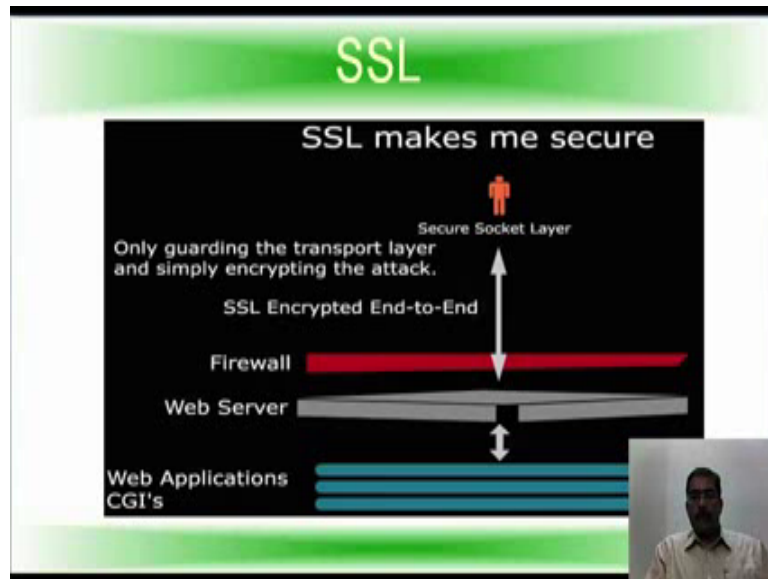 SSL
SSL makes me secure
Secure Socket Layer
Only guarding the transport layer
and simply encrypting the attack.
SSL Encrypted End-to-End
Firewall
Web Server
Web Applications
CGI's